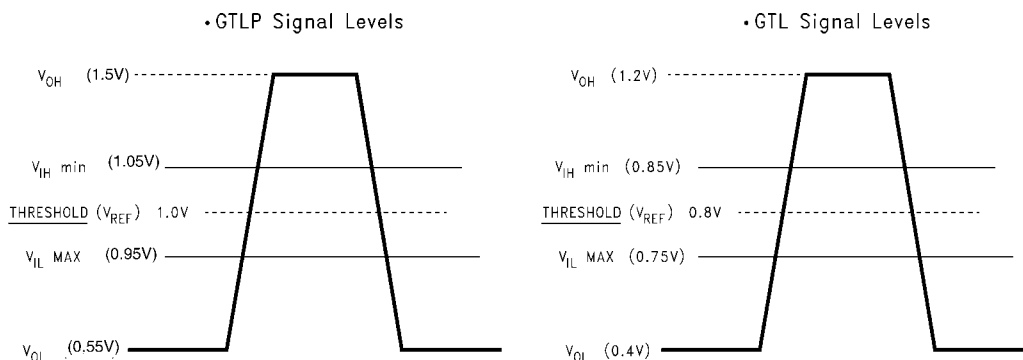 • GTLP Signal Levels
VOH (1.5V)
VIH min (1.05V)
THRESHOLD (VREF) 1.0V
VIL MAX (0.95V)
VOL (0.55V)
• GTL Signal Levels
VOH (1.2V)
VIH min (0.85V)
THRESHOLD (VREF) 0.8V
VIL MAX (0.75V)
VOL (0.4V)